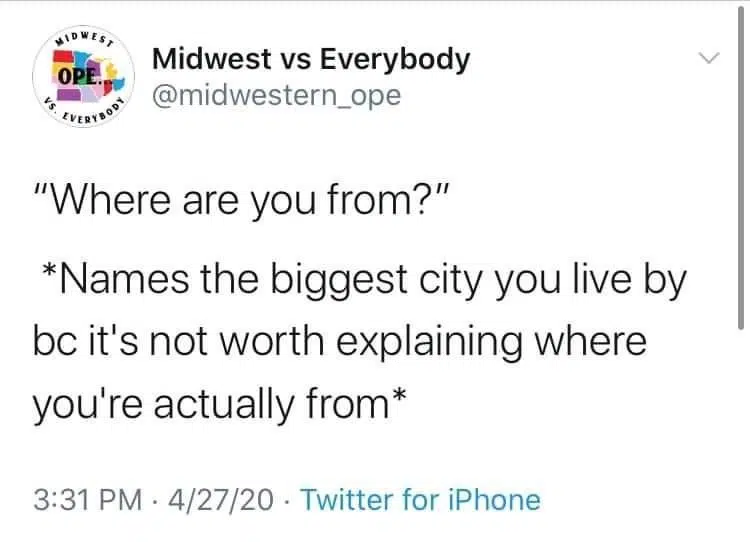 MIDWEST
OPE...
VS. EVERYBODY
Midwest vs Everybody
@midwestern_ope
"Where are you from?"
*Names the biggest city you live by
bc it's not worth explaining where
you're actually from*
3:31 PM · 4/27/20 · Twitter for iPhone